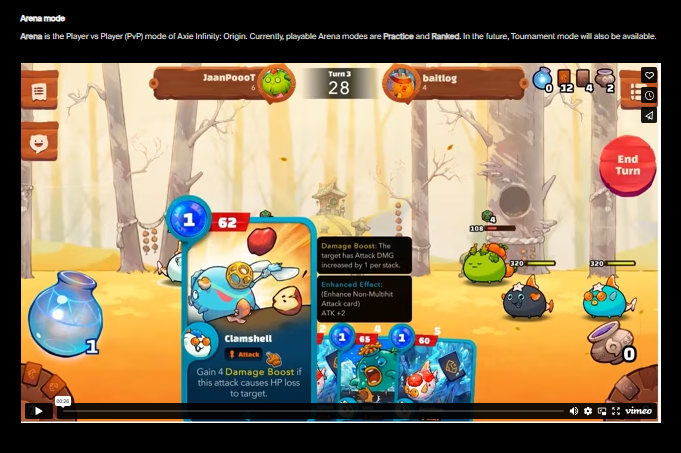 Arena mode
Arena is the Player vs Player (PvP) mode of Axie Infinity: Origin. Currently, playable Arena modes are Practice and Ranked. In the future, Tournament mode will also be available.
JaanPoooT
6
Turn 3
28
baitlog
4
0
12
4
2
End
Turn
1
62
4
108
320
320
Damage Boost: The
target has Attack DMG
increased by 1 per stack.
Enhanced Effect:
(Enhance Non-Multihit
Attack card)
ATK +2
Clamshell
Attack
Gain 4 Damage Boost if
this attack causes HP loss
to target.
1
65
4
1
60
5
1
0
00:26
vimeo